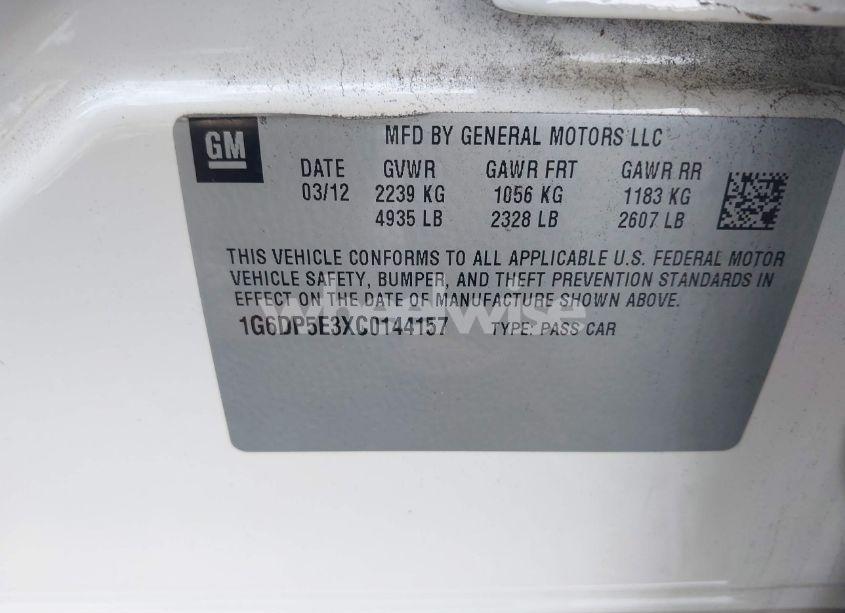 GM
MFD BY GENERAL MOTORS LLC
DATE GVWR GAWR FRT GAWR RR
03/12 2239 KG 1056 KG 1183 KG
4935 LB 2328 LB 2607 LB
THIS VEHICLE CONFORMS TO ALL APPLICABLE U.S. FEDERAL MOTOR
VEHICLE SAFETY, BUMPER, AND THEFT PREVENTION STANDARDS IN
EFFECT ON THE DATE OF MANUFACTURE SHOWN ABOVE.
wheelwise
1G6DP5E3XC0144157 TYPE: PASS CAR